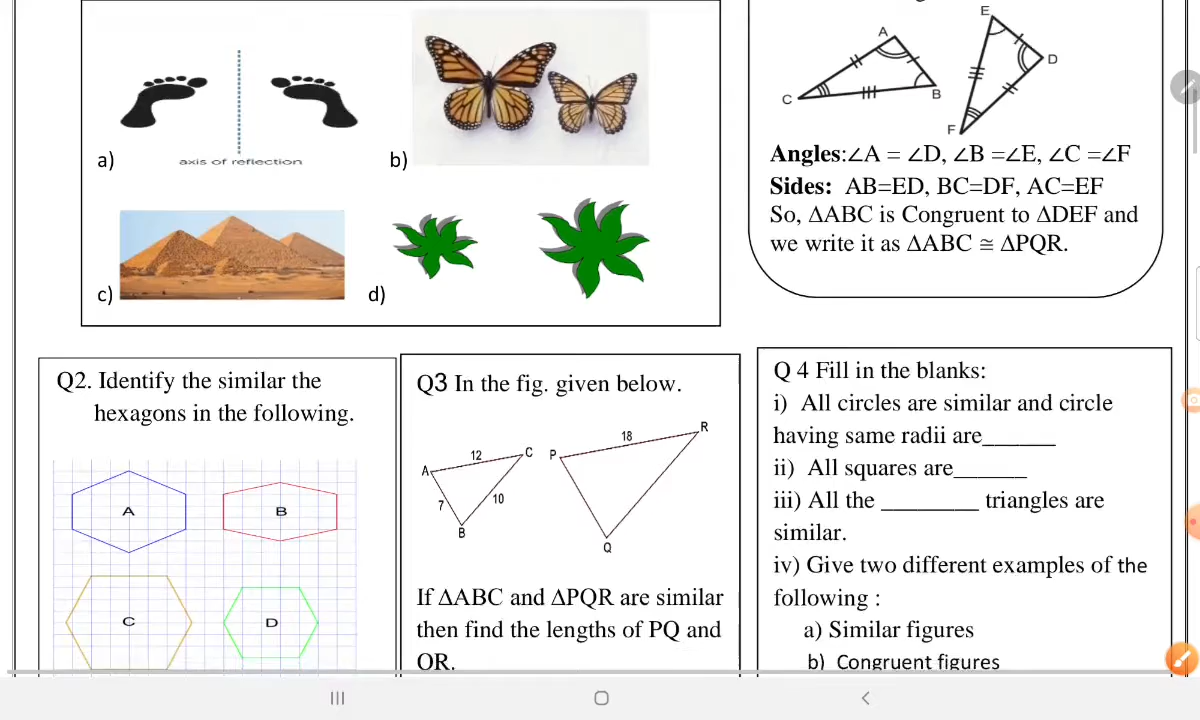 a)
axis of reflection
b)
c)
d)
A
B
C
E
D
F
Angles:∠A = ∠D, ∠B =∠E, ∠C =∠F
Sides: AB=ED, BC=DF, AC=EF
So, ΔABC is Congruent to ΔDEF and
we write it as ΔABC ≅ ΔPQR.
Q2. Identify the similar the
hexagons in the following.
A
B
C
D
Q3 In the fig. given below.
A
12
C
7
10
B
P
18
R
Q
If ΔABC and ΔPQR are similar
then find the lengths of PQ and
QR.
Q 4 Fill in the blanks:
i) All circles are similar and circle
having same radii are______
ii) All squares are______
iii) All the ________ triangles are
similar.
iv) Give two different examples of the
following :
a) Similar figures
b) Congruent figures